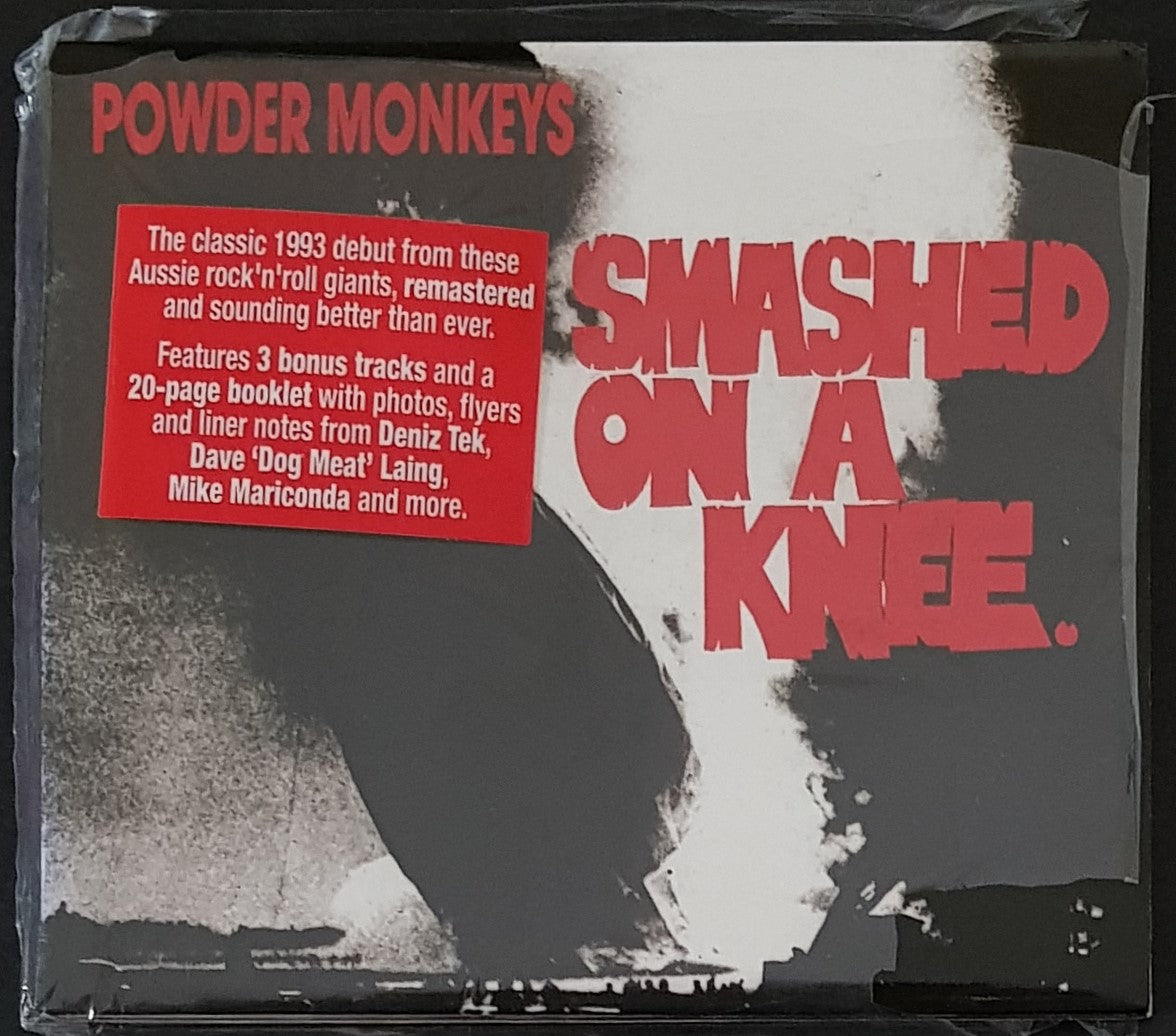 POWDER MONKEYS
The classic 1993 debut from these
Aussie rock'n'roll giants, remastered
and sounding better than ever.
Features 3 bonus tracks and a
20-page booklet with photos, flyers
and liner notes from Deniz Tek,
Dave ‘Dog Meat’ Laing,
Mike Mariconda and more.
SMASHED
ON A
KNEE.